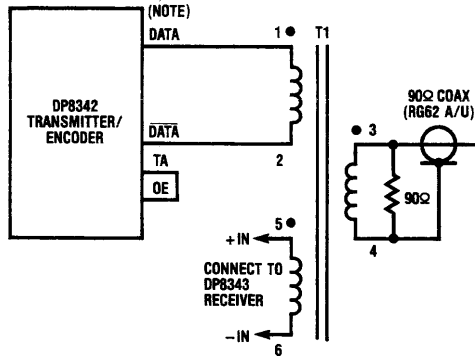 (NOTE)
DATA
1
T1
DP8342
TRANSMITTER/
ENCODER
90Ω COAX
(RG62 A/U)
3
DATA
2
TA
OE
90Ω
5
4
+IN
CONNECT TO
DP8343
RECEIVER
−IN
6